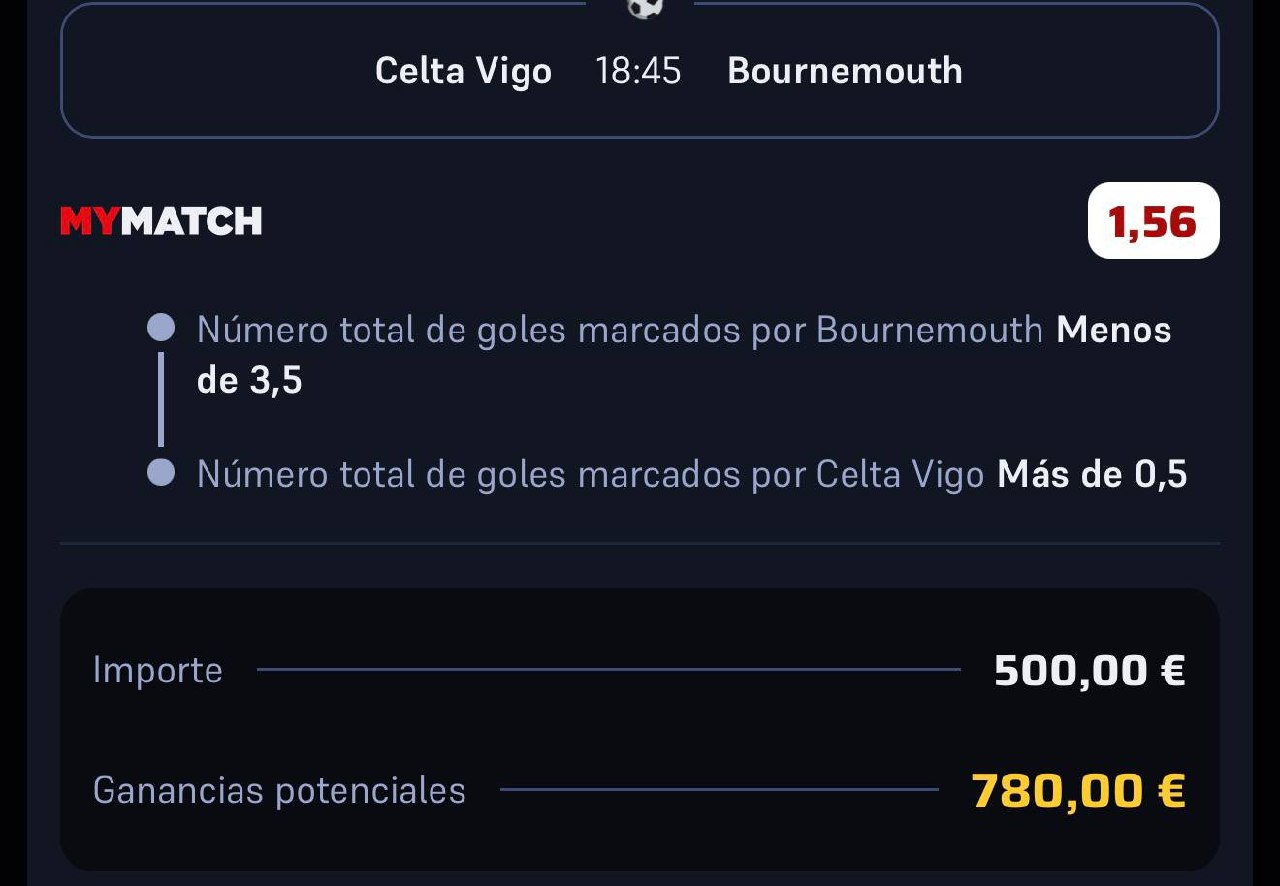 Celta Vigo 18:45 Bournemouth
MYMATCH 1,56
Número total de goles marcados por Bournemouth Menos
de 3,5
Número total de goles marcados por Celta Vigo Más de 0,5
Importe 500,00 €
Ganancias potenciales 780,00 €